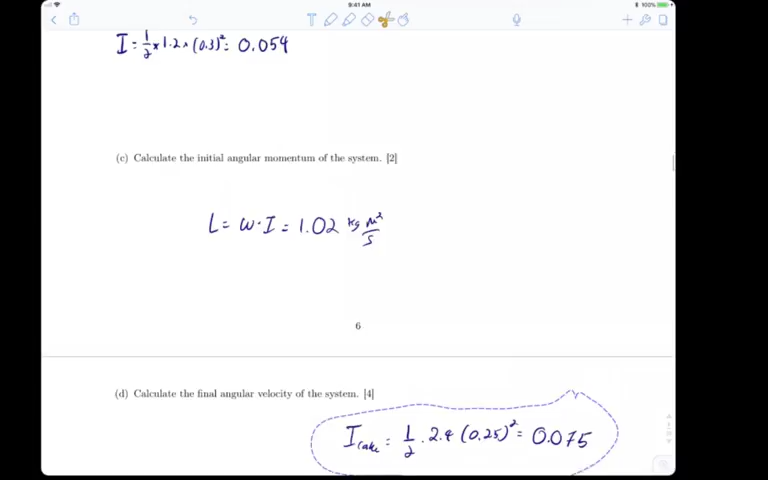 9:41 AM
100%
T
I = 1/2 × 1.2 × (0.3)² = 0.054
(c) Calculate the initial angular momentum of the system. [2]
L = ω · I = 1.02 kg m²/s
6
(d) Calculate the final angular velocity of the system. [4]
I_cake = 1/2 · 2.4 (0.25)² = 0.075